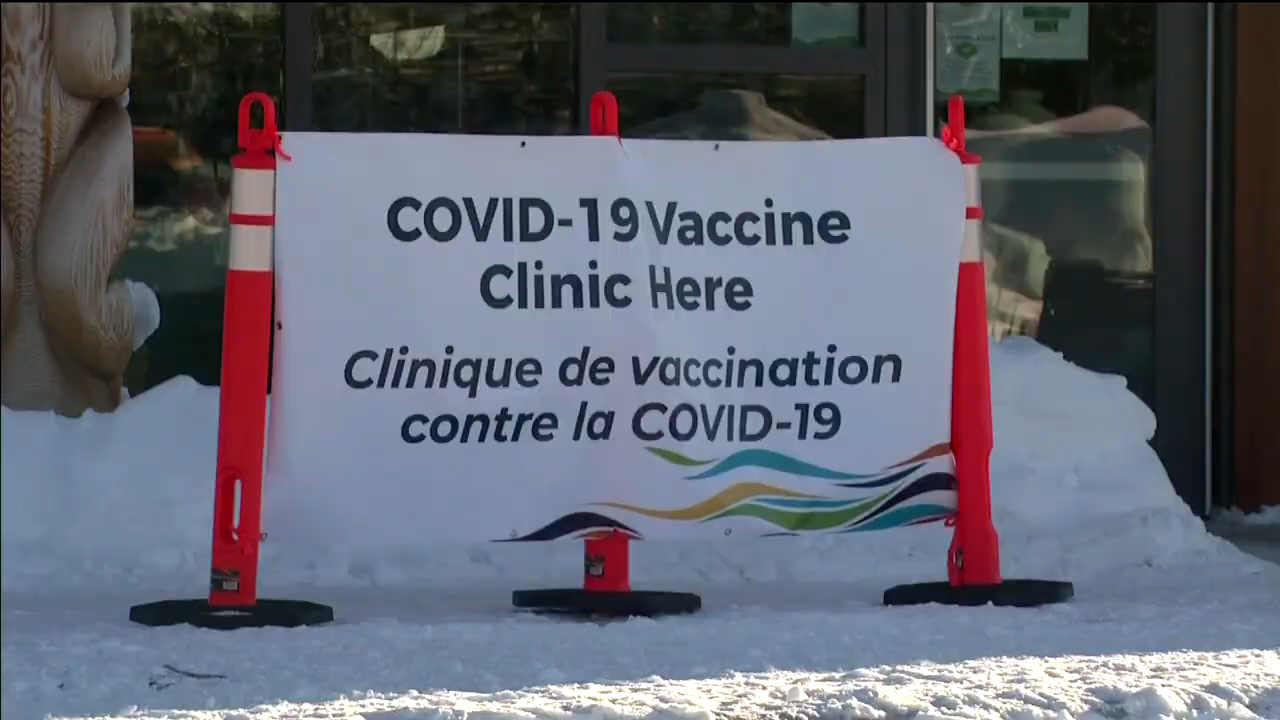 COVID-19 Vaccine
Clinic Here
Clinique de vaccination
contre la COVID-19